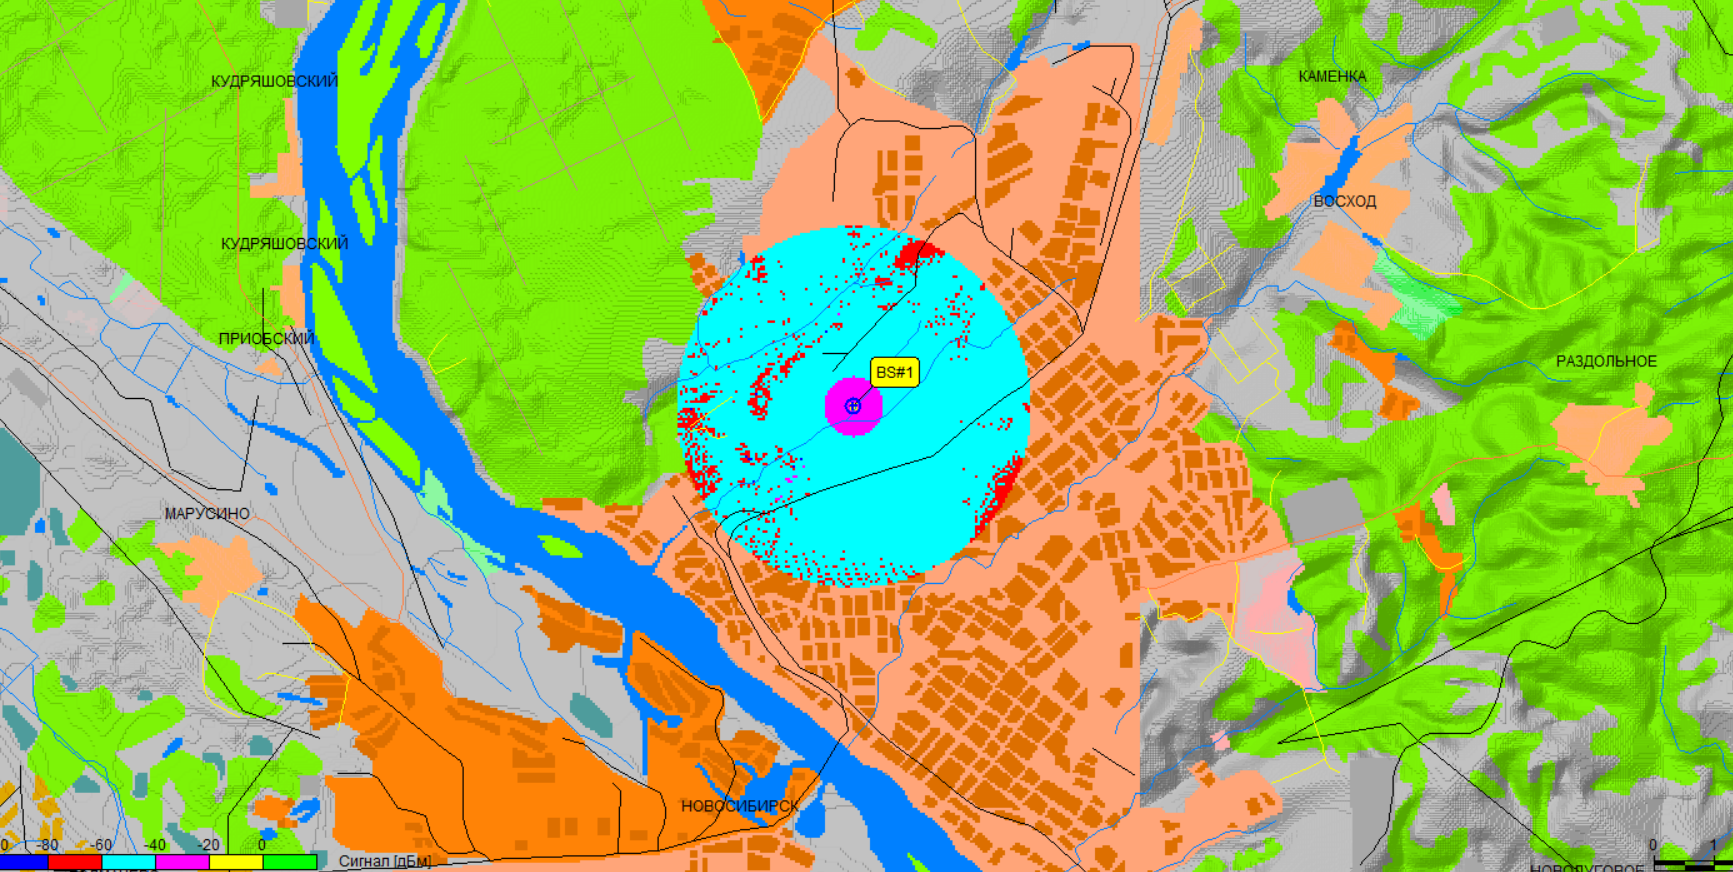 КАМЕНКА
КУДРЯШОВСКИЙ
ВОСХОД
КУДРЯШОВСКИЙ
ПРИОБСКИЙ
РАЗДОЛЬНОЕ
BS#1
МАРУСИНО
НОВОСИБИРСК
0 -80 -60 -40 -20 0
Сигнал [дБм]
0 1
НОВОЛУГОВОЕ